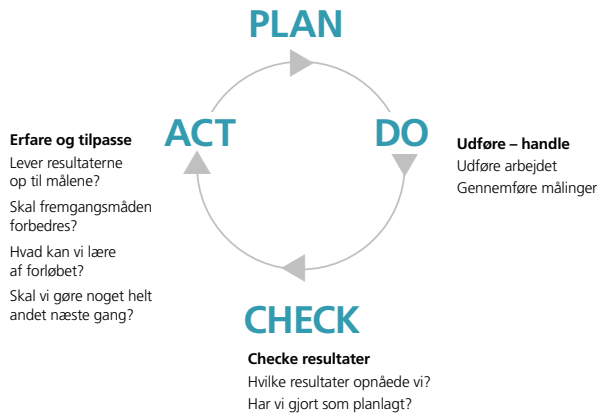 PLAN
ACT
DO
Erfare og tilpasse
Lever resultaterne
op til målene?
Skal fremgangsmåden
forbedres?
Hvad kan vi lære
af forløbet?
Skal vi gøre noget helt
andet næste gang?
Udføre – handle
Udføre arbejdet
Gennemføre målinger
CHECK
Checke resultater
Hvilke resultater opnåede vi?
Har vi gjort som planlagt?